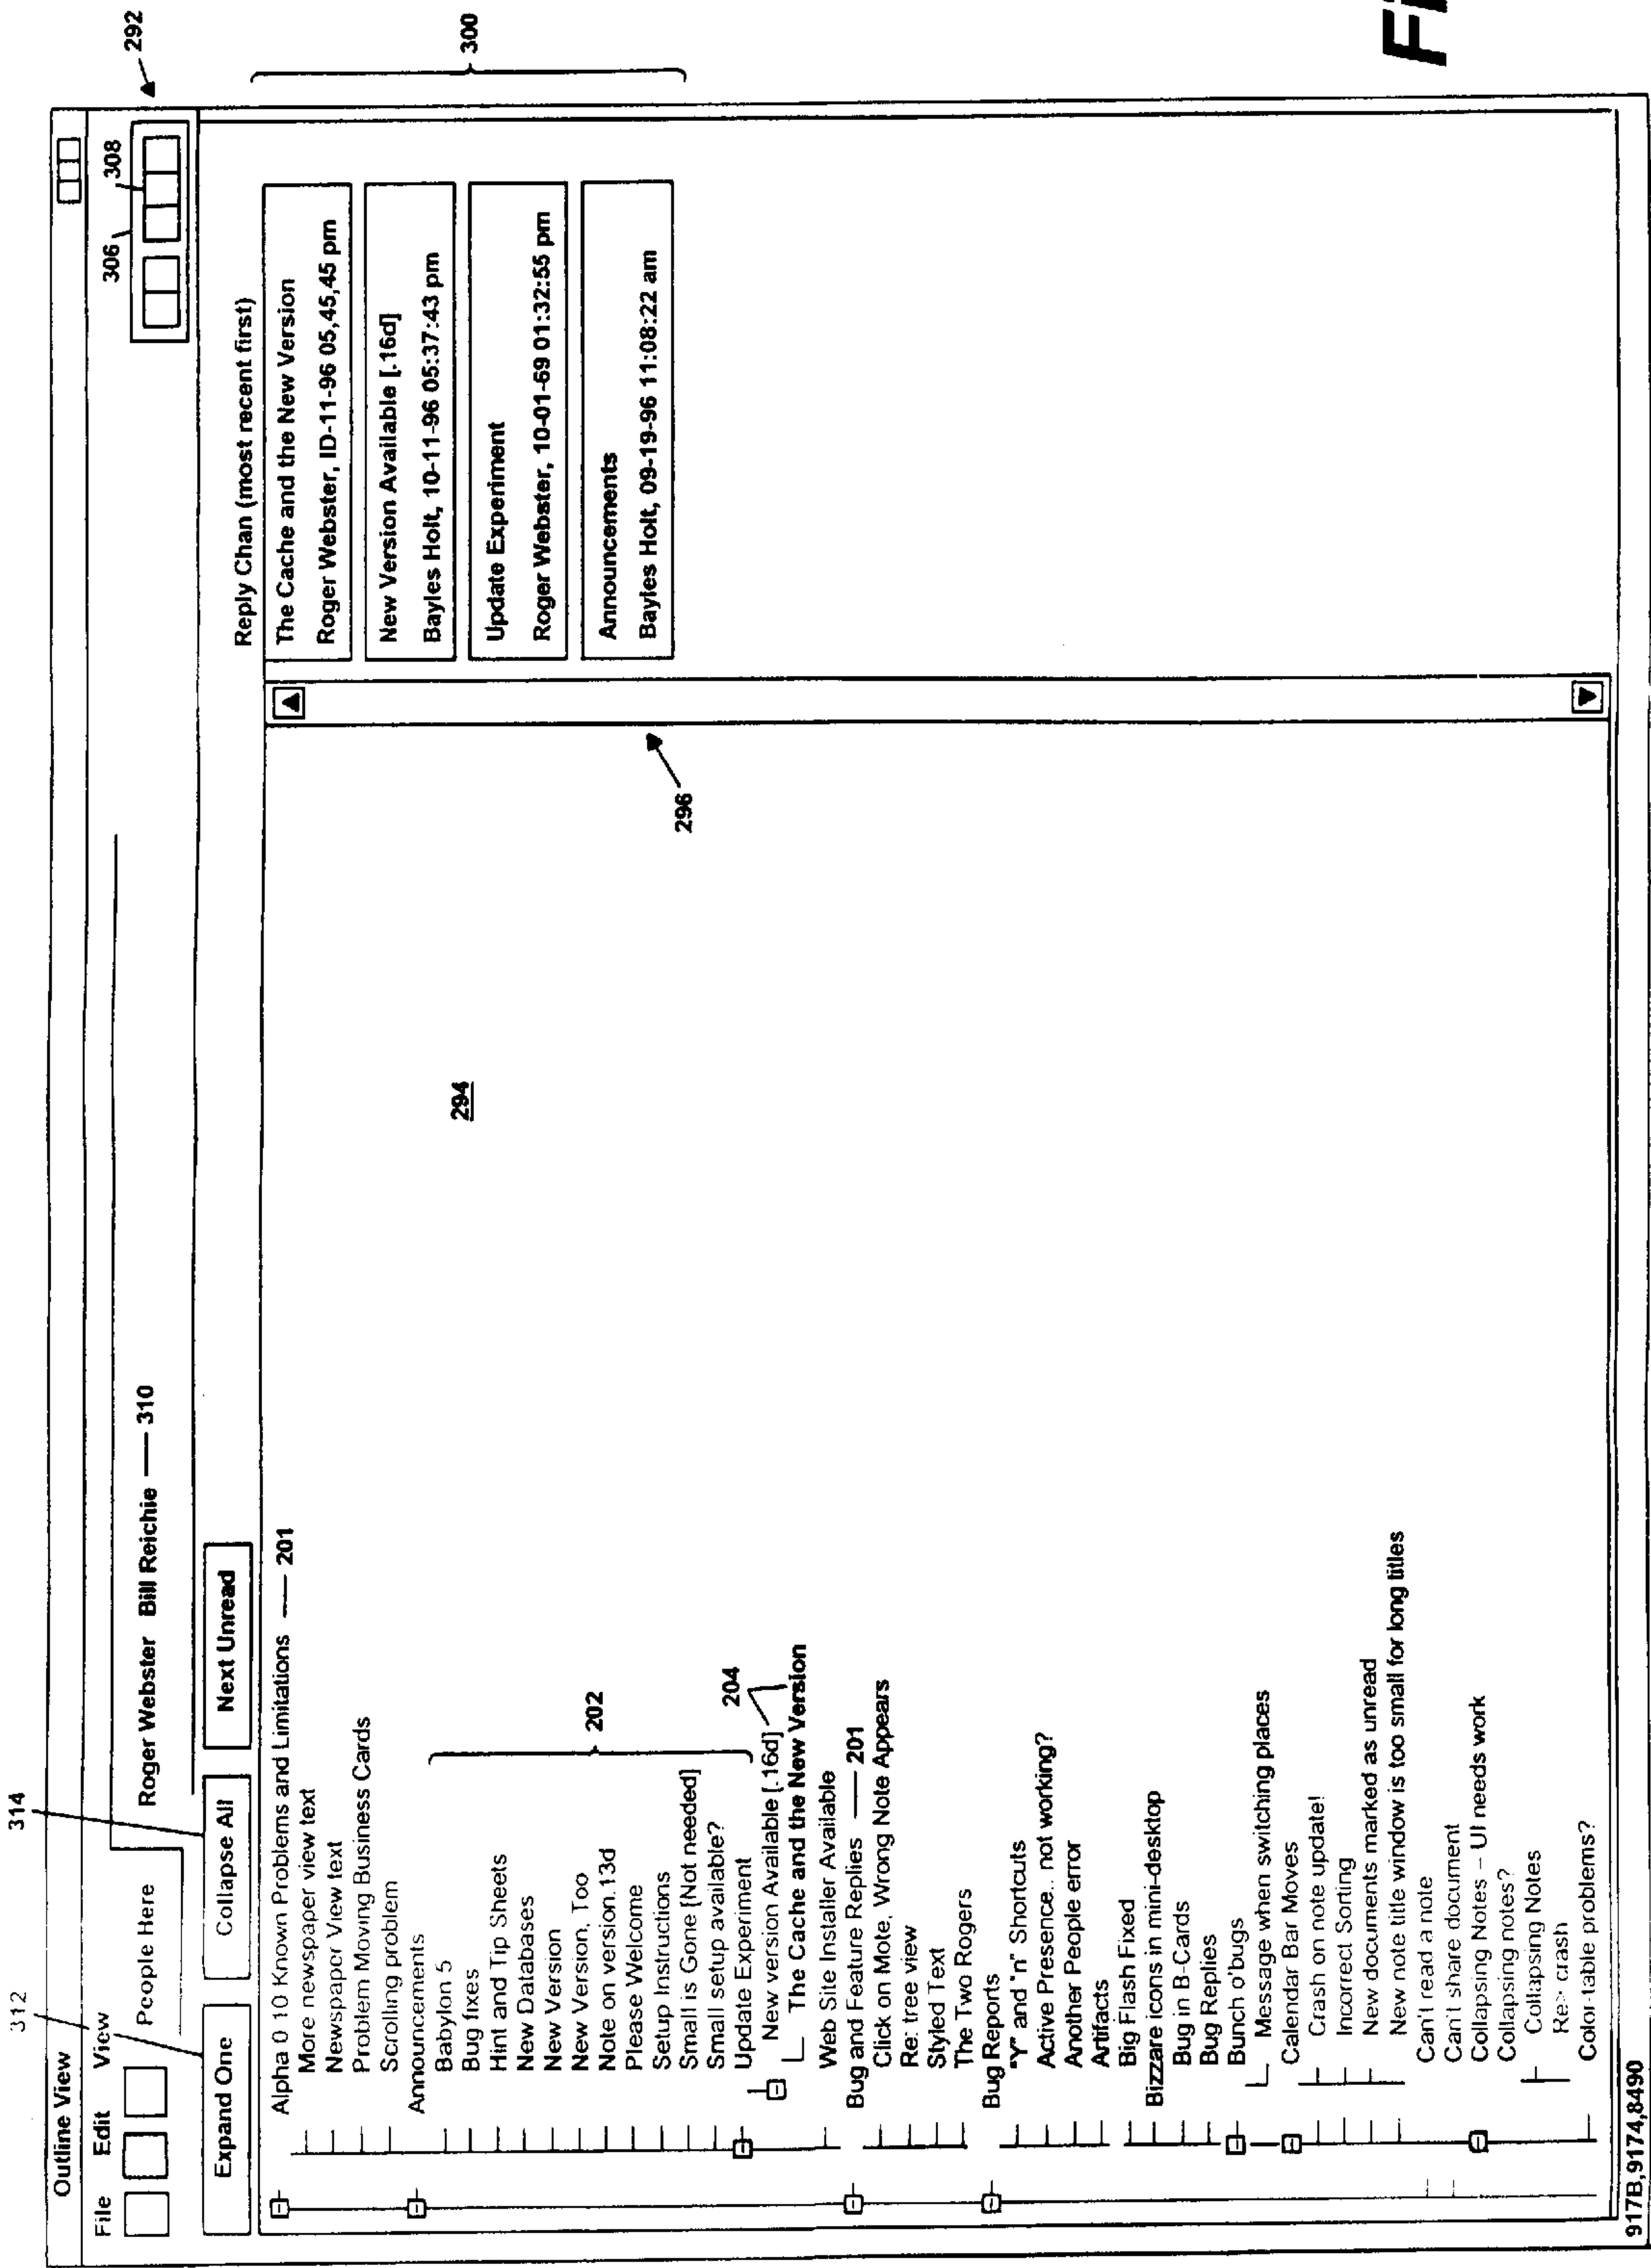 312
314
Outline View
File Edit View
People Here
Roger Webster Bill Reichie 310
306
308
292
Expand One
Collapse All
Next Unread
Alpha 0 10 Known Problems and Limitations 201
More newspaper view text
Newspaper View text
Problem Moving Business Cards
Scrolling problem
Announcements
Babylon 5
Bug fixes
Hint and Tip Sheets
New Databases
New Version
New Version, Too
Note on version.13d
Please Welcome
Setup Instructions
Small is Gone [Not needed]
Small setup available?
Update Experiment
202
New version Available [.16d]
204
The Cache and the New Version
Web Site Installer Available
Bug and Feature Replies 201
Click on Mote, Wrong Note Appears
Re: tree view
Styled Text
The Two Rogers
Bug Reports
"Y" and "n" Shortcuts
Active Presence.. not working?
Another People error
Artifacts
Big Flash Fixed
Bizzare icons in mini-desktop
Bug in B-Cards
Bug Replies
Bunch o'bugs
Message when switching places
Calendar Bar Moves
Crash on note update!
Incorrect Sorting
New documents marked as unread
New note title window is too small for long titles
Can't read a note
Can't share document
Collapsing Notes – UI needs work
Collapsing notes?
Collapsing Notes
Re> crash
Color-table problems?
294
296
Reply Chan (most recent first)
The Cache and the New Version
Roger Webster, ID-11-96 05,45,45 pm
New Version Available [.16d]
Bayles Holt, 10-11-96 05:37:43 pm
Update Experiment
Roger Webster, 10-01-69 01:32:55 pm
Announcements
Bayles Holt, 09-19-96 11:08:22 am
300
917B,9174,8490